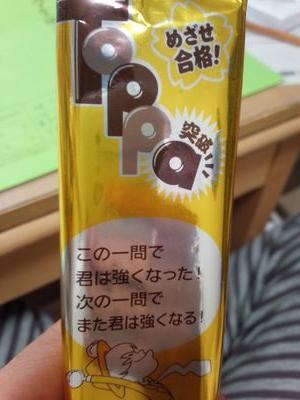 めざせ
合格!
Toppa
突破!!!
この一問で
君は強くなった!
次の一問で
また君は強くなる!